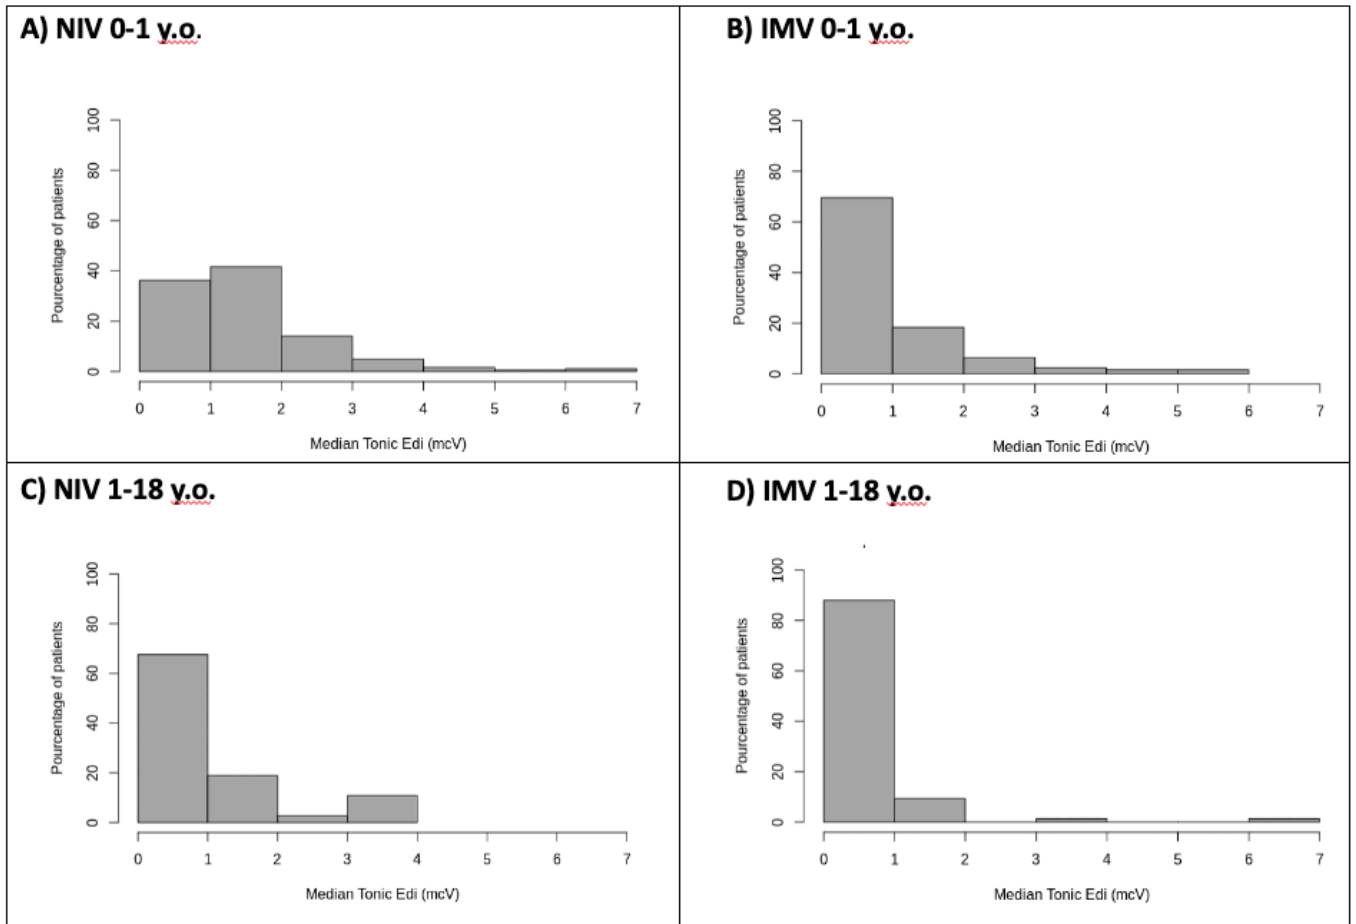 A) NIV 0-1 y.o.
Pourcentage of patients
0 20 40 60 80 100
0 1 2 3 4 5 6 7
Median Tonic Edi (mcV)
B) IMV 0-1 y.o.
Pourcentage of patients
0 20 40 60 80 100
0 1 2 3 4 5 6 7
Median Tonic Edi (mcV)
C) NIV 1-18 y.o.
Pourcentage of patients
0 20 40 60 80 100
0 1 2 3 4 5 6 7
Median Tonic Edi (mcV)
D) IMV 1-18 y.o.
Pourcentage of patients
0 20 40 60 80 100
0 1 2 3 4 5 6 7
Median Tonic Edi (mcV)